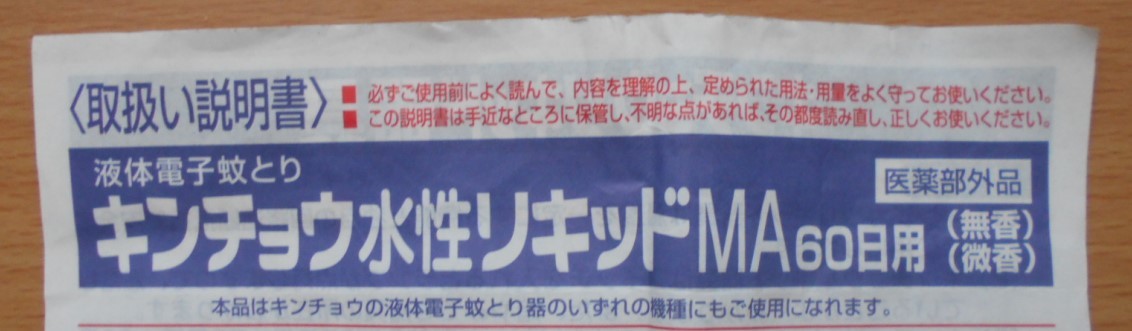 〈取扱い説明書〉
■ 必ずご使用前によく読んで、内容を理解の上、定められた用法・用量をよく守ってお使いください。
■ この説明書は手近なところに保管し、不明な点があれば、その都度読み直し、正しくお使いください。
液体電子蚊とり
医薬部外品
キンチョウ水性リキッドMA60日用
(無香)
(微香)
本品はキンチョウの液体電子蚊とり器のいずれの機種にもご使用になれます。